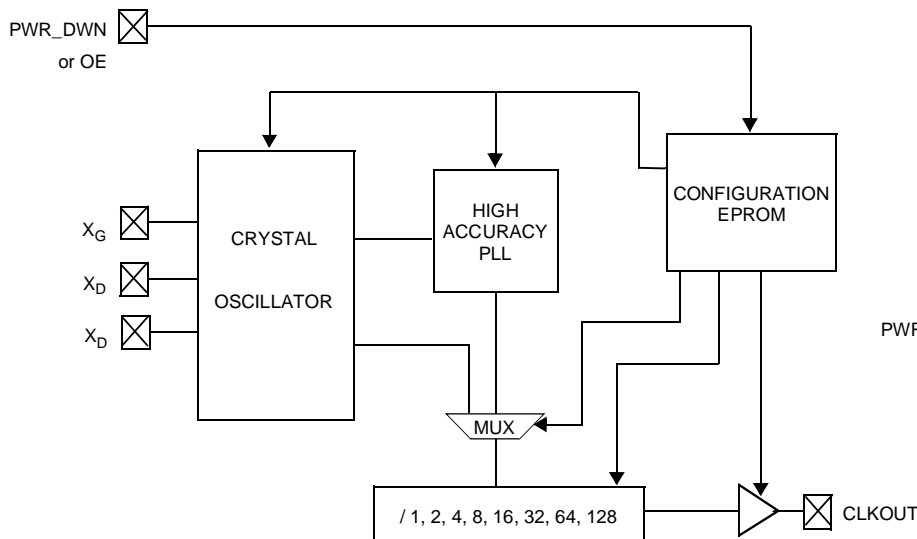 PWR_DWN
or OE
CONFIGURATION
EPROM
HIGH
ACCURACY
PLL
X_G
CRYSTAL
X_D
OSCILLATOR
X_D
PWR
MUX
/ 1, 2, 4, 8, 16, 32, 64, 128
CLKOUT